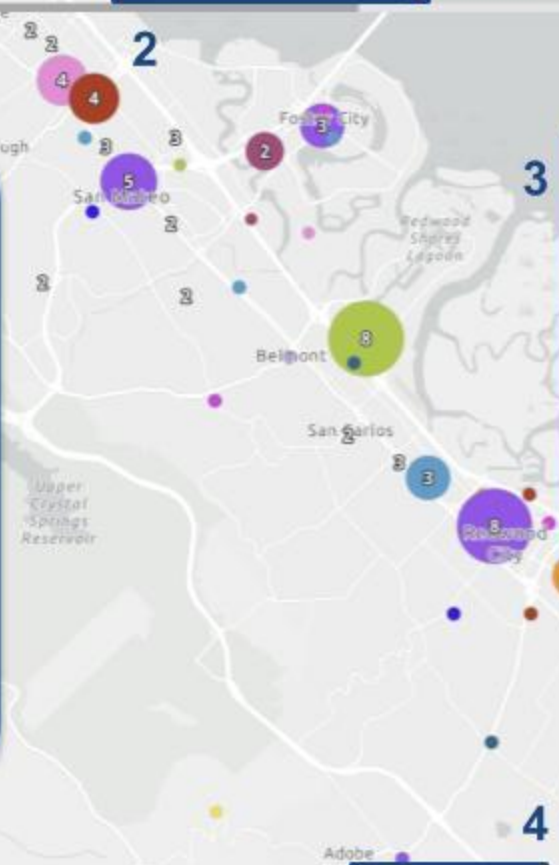 2
2
2
4
4
3
3
ough
5
San Mateo
2
Foster City
3
2
3
Redwood
Shores
Lagoon
2
2
8
Belmont
San Carlos
2
3
3
Upper
Crystal
Springs
Reservoir
8
Redwood
City
4
Adobe